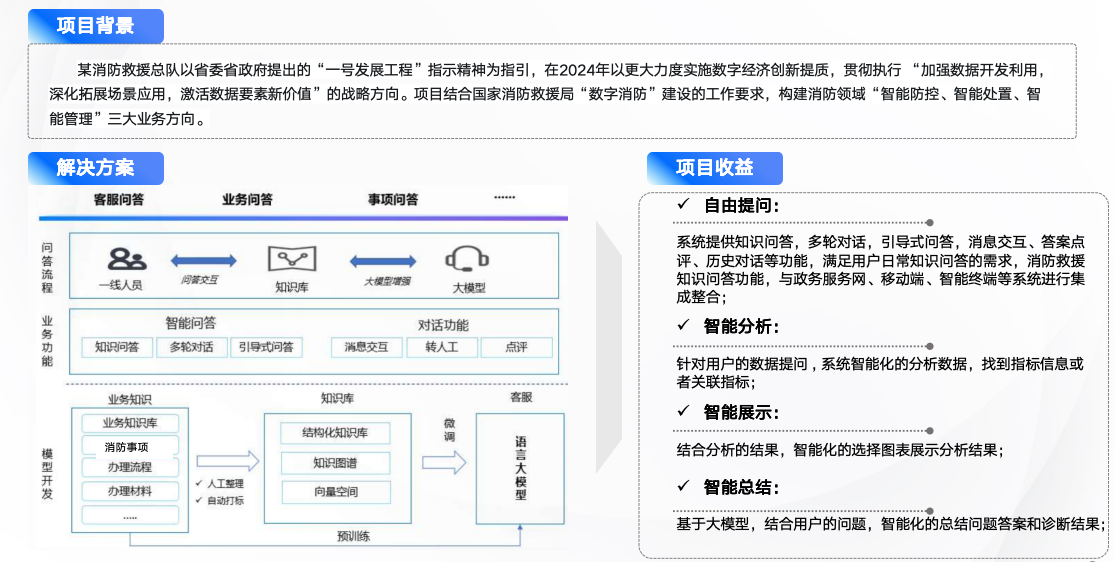 项目背景
某消防救援总队以省委省政府提出的“一号发展工程”指示精神为指引，在2024年以更大力度实施数字经济创新提质，贯彻执行 “加强数据开发利用，
深化拓展场景应用，激活数据要素新价值”的战略方向。项目结合国家消防救援局“数字消防”建设的工作要求，构建消防领域“智能防控、智能处置、智
能管理”三大业务方向。
解决方案
客服问答 业务问答 事项问答 ......
问答流程
一线人员 问答交互 知识库 大模型增强 大模型
业务功能
智能问答 对话功能
知识问答 多轮对话 引导式问答 消息交互 转人工 点评
模型开发
业务知识
业务知识库
消防事项
办理流程
办理材料
.....
✓ 人工整理
✓ 自动打标
知识库
结构化知识库
知识图谱
向量空间
微调
客服
语言大模型
预训练
项目收益
✓ 自由提问：
系统提供知识问答，多轮对话，引导式问答，消息交互、答案点
评、历史对话等功能，满足用户日常知识问答的需求，消防救援
知识问答功能，与政务服务网、移动端、智能终端等系统进行集
成整合；
✓ 智能分析：
针对用户的数据提问，系统智能化的分析数据，找到指标信息或
者关联指标；
✓ 智能展示：
结合分析的结果，智能化的选择图表展示分析结果；
✓ 智能总结：
基于大模型，结合用户的问题，智能化的总结问题答案和诊断结果；